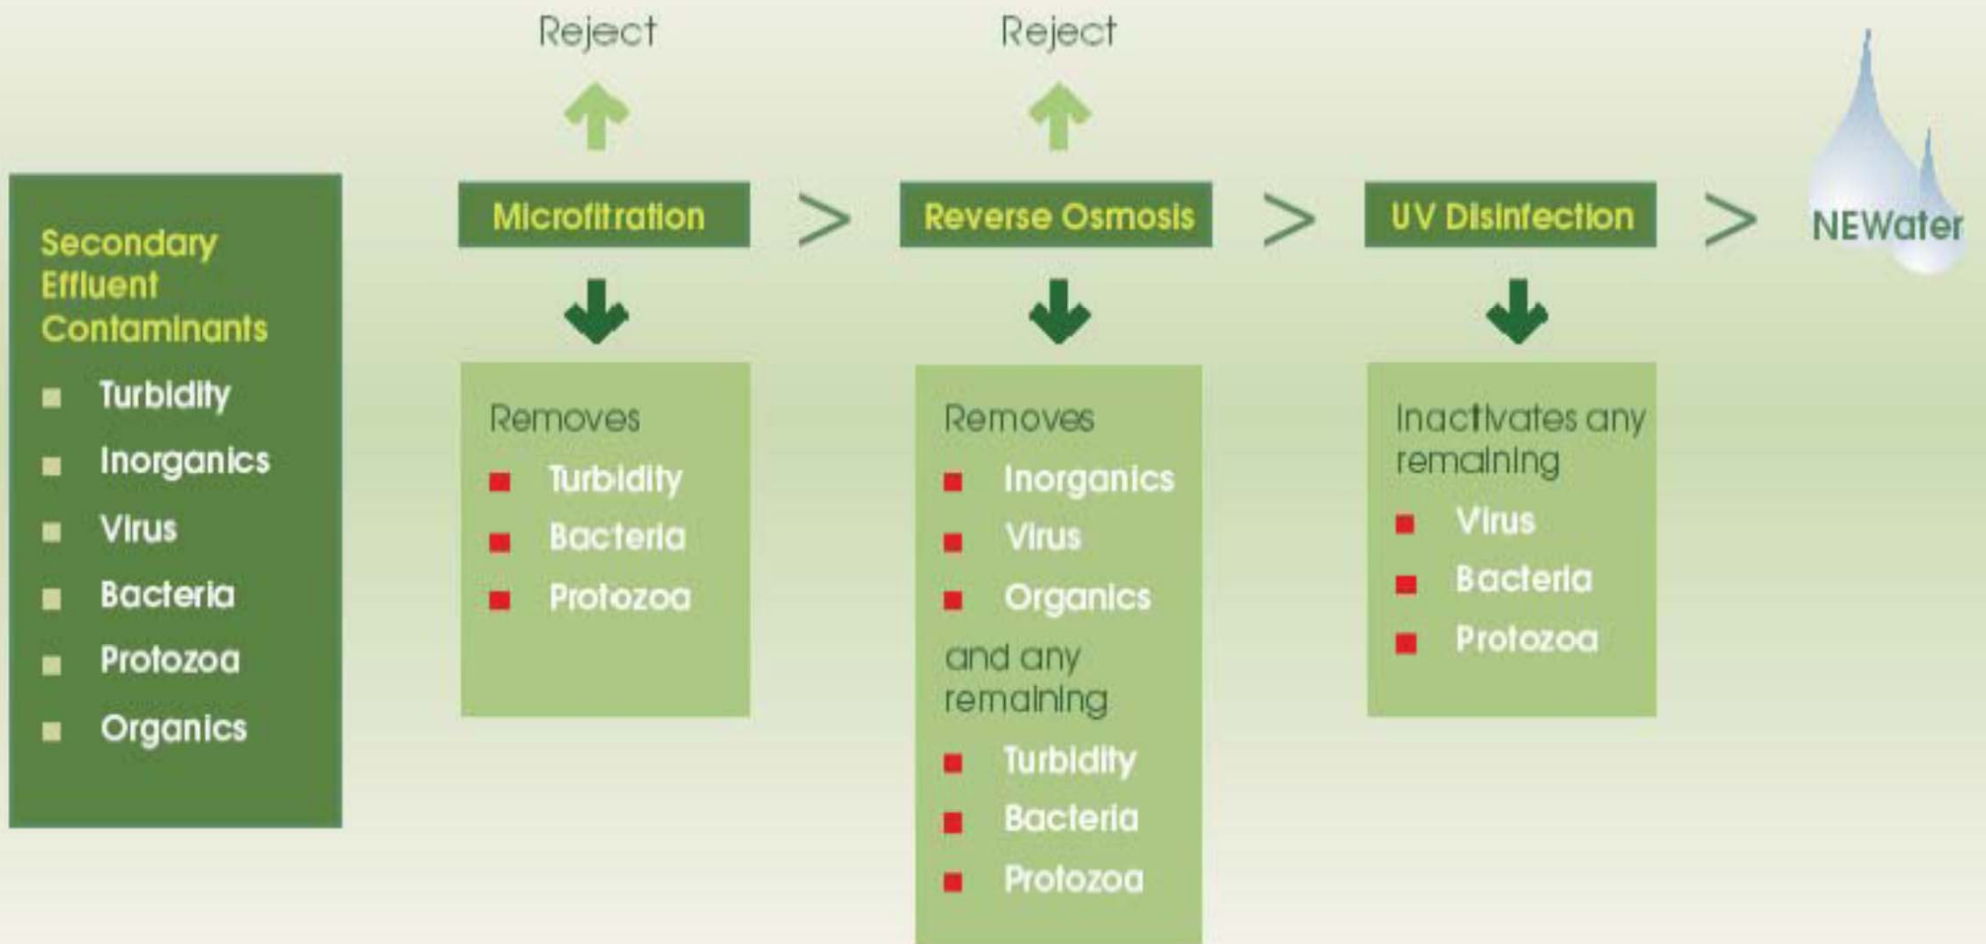 Reject
Reject
Secondary
Effluent
Contaminants
Turbidity
Inorganics
Virus
Bacteria
Protozoa
Organics
Microfitration
>
Reverse Osmosis
>
UV Disinfection
>
NEWater
Removes
Turbidity
Bacteria
Protozoa
Removes
Inorganics
Virus
Organics
and any
remaining
Turbidity
Bacteria
Protozoa
Inactivates any
remaining
Virus
Bacteria
Protozoa